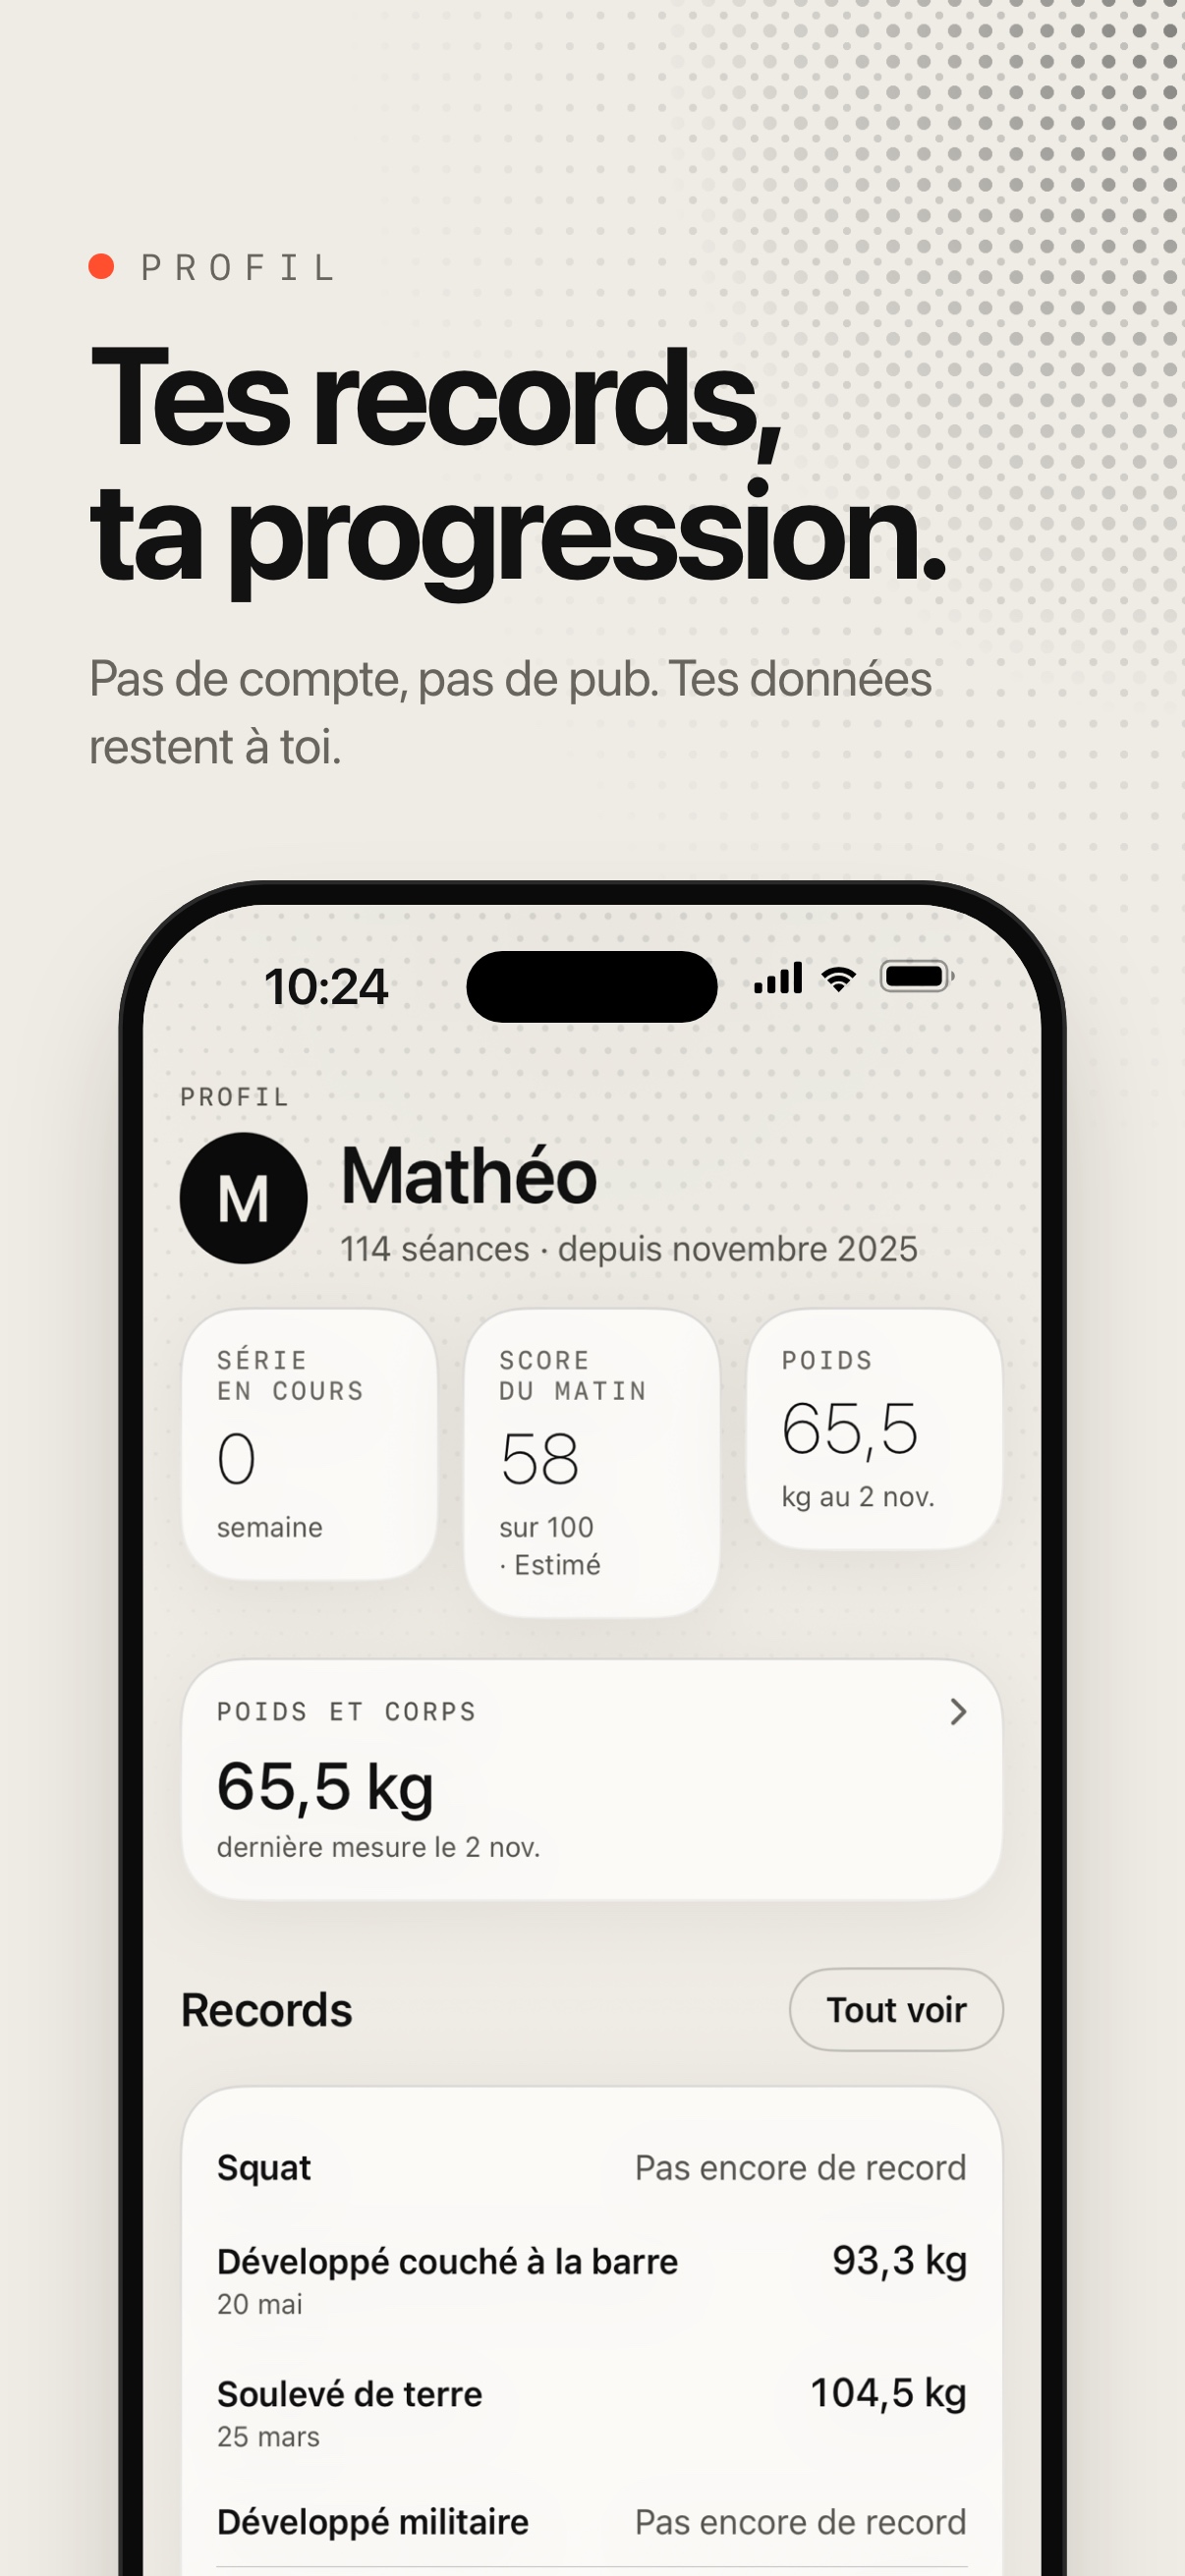 PROFIL
Tes records,
ta progression.
Pas de compte, pas de pub. Tes données
restent à toi.
10:24
PROFIL
M
Mathéo
114 séances · depuis novembre 2025
SÉRIE
EN COURS
0
semaine
SCORE
DU MATIN
58
sur 100
· Estimé
POIDS
65,5
kg au 2 nov.
POIDS ET CORPS
65,5 kg
dernière mesure le 2 nov.
Records
Tout voir
Squat
Pas encore de record
Développé couché à la barre
93,3 kg
20 mai
Soulevé de terre
104,5 kg
25 mars
Développé militaire
Pas encore de record